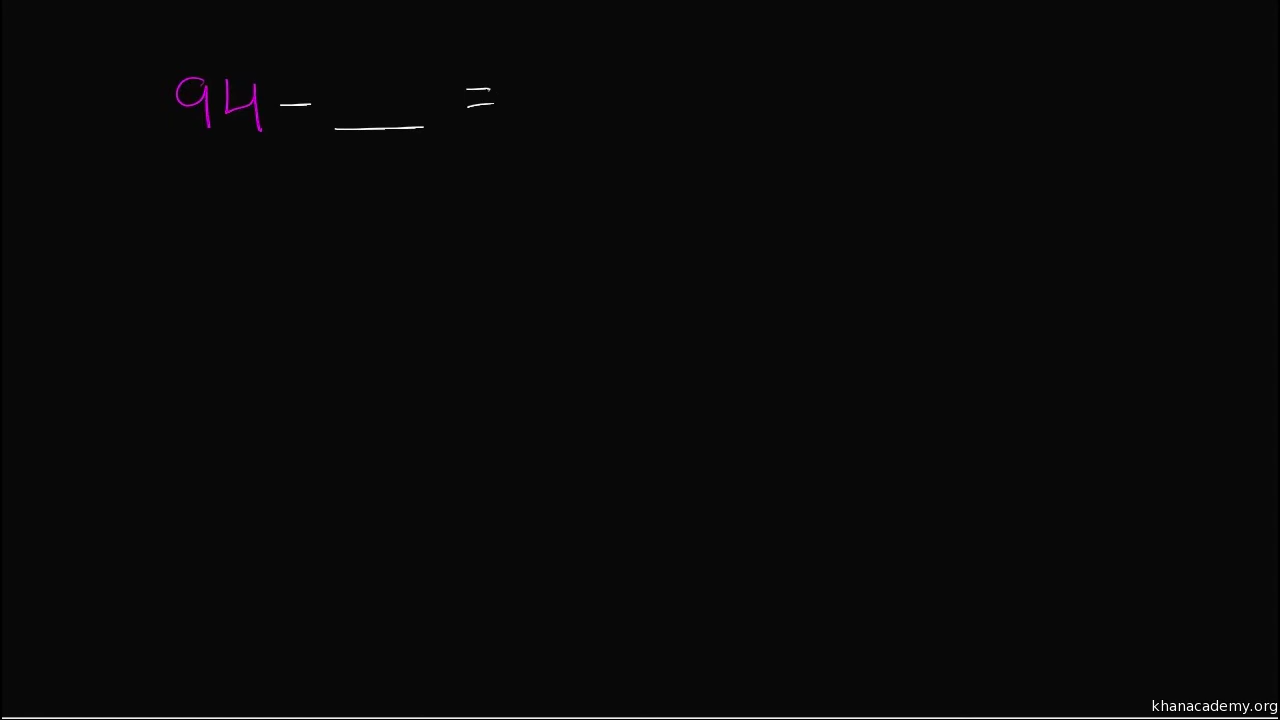 94 - ___ =
khanacademy.org